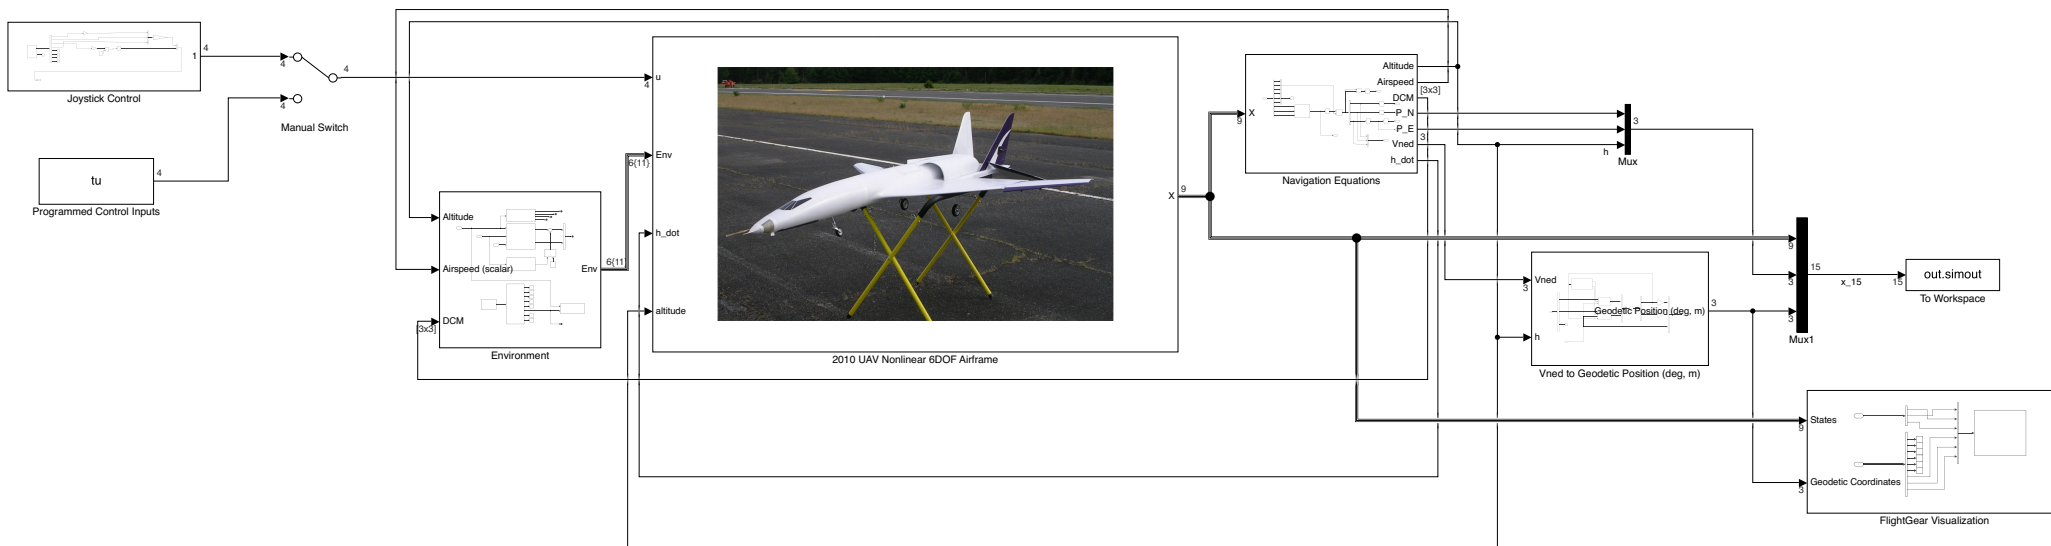 1
4
4
Joystick Control
4
Manual Switch
4
tu
4
Programmed Control Inputs
u
4
Env
6{11}
h_dot
altitude
X
9
2010 UAV Nonlinear 6DOF Airframe
Altitude
Airspeed (scalar)
DCM
[3x3]
Env
6{11}
Environment
X
9
Altitude
Airspeed
[3x3]
DCM
P_N
P_E
3
Vned
h_dot
Navigation Equations
h
3
Mux
Vned
3
h
Geodetic Position (deg, m)
3
Vned to Geodetic Position (deg, m)
9
3
3
Mux1
15
x_15
15
out.simout
To Workspace
States
9
Geodetic Coordinates
3
FlightGear Visualization